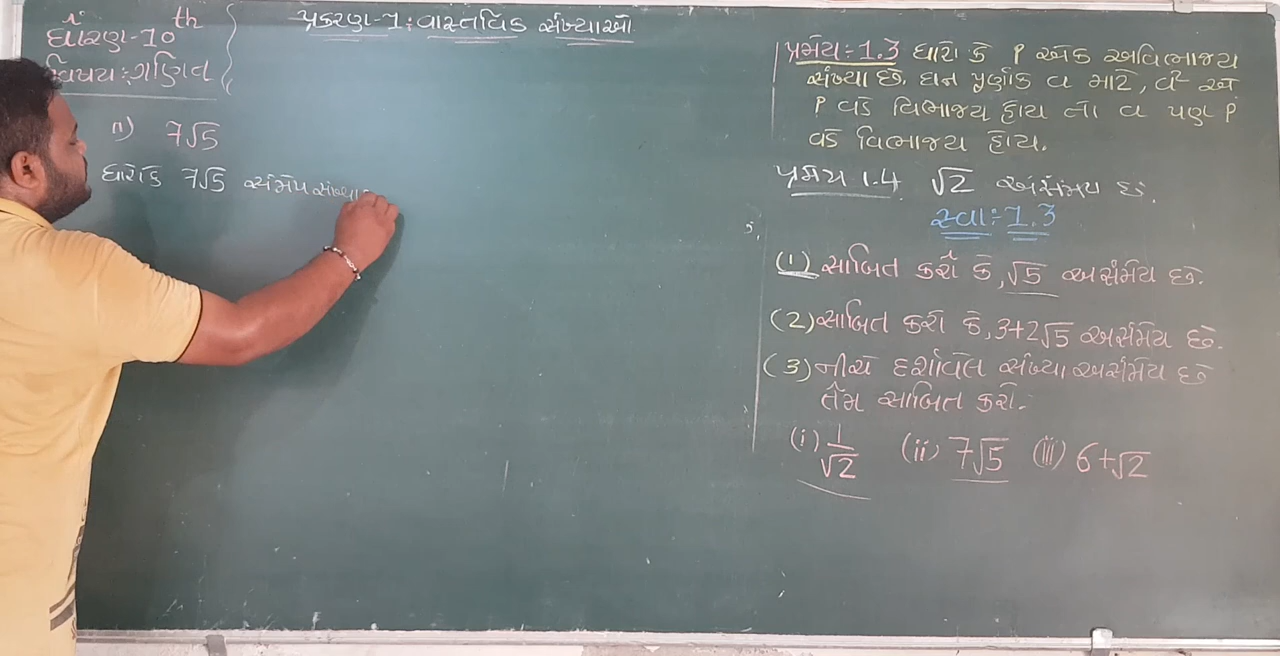 ધોરણ-10th
વિષય:ગણિત
પ્રકરણ-1: વાસ્તવિક સંખ્યાઓ
ii) 7√5
ધારોકે 7√5 સંમેય સંખ્યા
પ્રમેય:-1.3 ધારો કે P એક અવિભાજ્ય
સંખ્યા છે. ધન પૂર્ણાંક a માટે, a² એ
P વડે વિભાજ્ય હોય તો a પણ P
વડે વિભાજ્ય હોય.
પ્રમેય 1.4 √2 અસંમેય છે.
સ્વા:-1.3
(1) સાબિત કરો કે, √5 અસંમેય છે.
(2) સાબિત કરો કે, 3+2√5 અસંમેય છે.
(3) નીચે દર્શાવેલ સંખ્યા અસંમેય છે
તેમ સાબિત કરો.
(i) 1/√2 (ii) 7√5 (iii) 6+√2